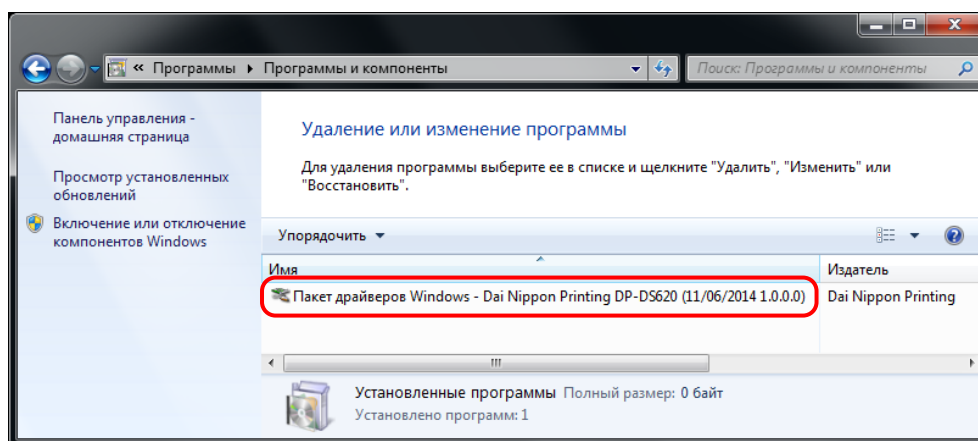 « Программы ▸ Программы и компоненты
Поиск: Программы и компоненты
Панель управления -
домашняя страница
Просмотр установленных
обновлений
Включение или отключение
компонентов Windows
Удаление или изменение программы
Для удаления программы выберите ее в списке и щелкните "Удалить", "Изменить" или
"Восстановить".
Упорядочить
Имя
Издатель
Пакет драйверов Windows - Dai Nippon Printing DP-DS620 (11/06/2014 1.0.0.0)
Dai Nippon Printing
Установленные программы Полный размер: 0 байт
Установлено программ: 1